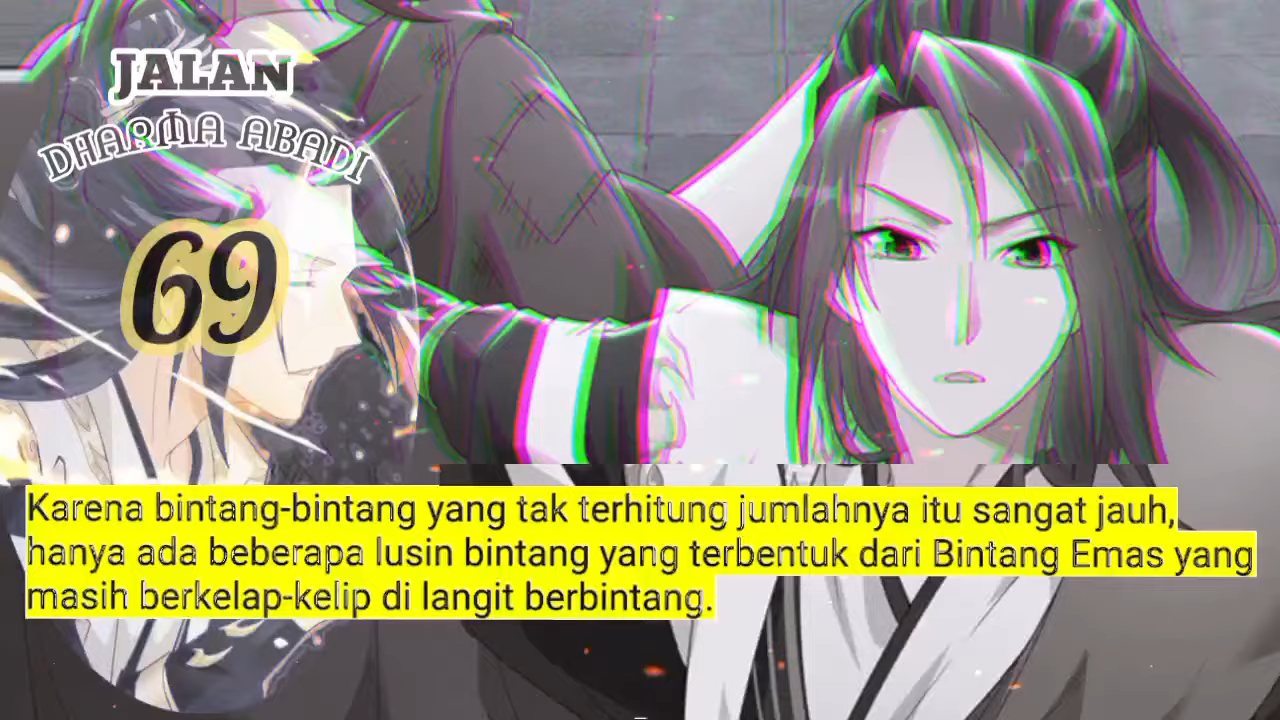 JALAN
DHARMA ABADI
69
Karena bintang-bintang yang tak terhitung jumlahnya itu sangat jauh,
hanya ada beberapa lusin bintang yang terbentuk dari Bintang Emas yang
masih berkelap-kelip di langit berbintang.